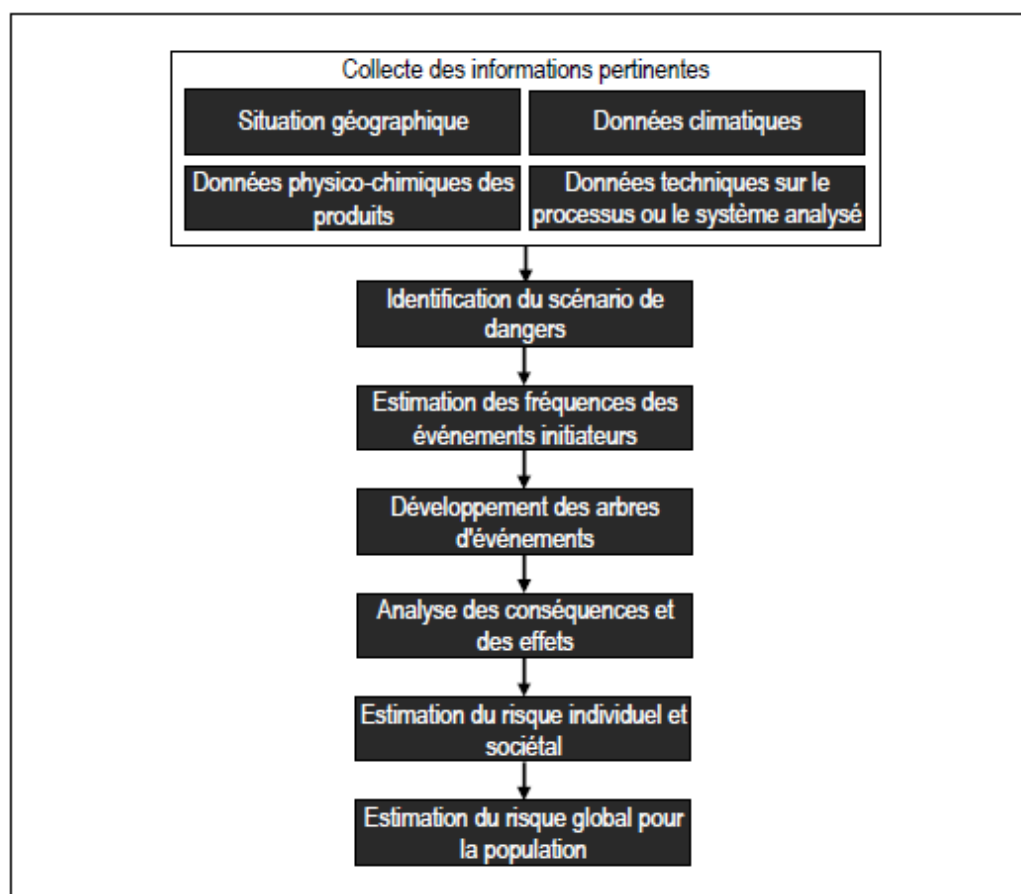 Collecte des informations pertinentes
Situation géographique
Données climatiques
Données physico-chimiques des
produits
Données techniques sur le
processus ou le système analysé
Identification du scénario de
dangers
Estimation des fréquences des
événements initiateurs
Développement des arbres
d'événements
Analyse des conséquences et
des effets
Estimation du risque individuel et
sociétal
Estimation du risque global pour
la population